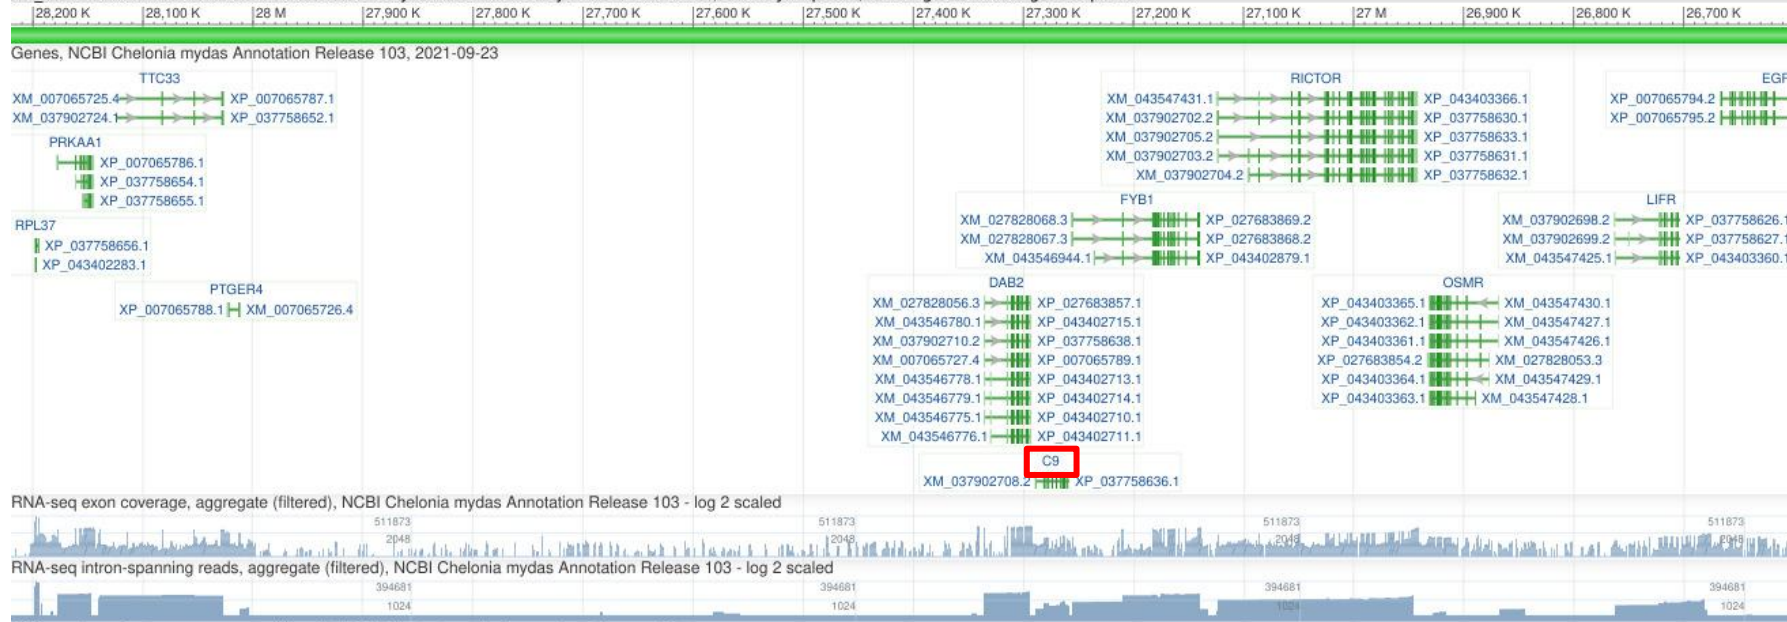 28,200 K 28,100 K 28 M 27,900 K 27,800 K 27,700 K 27,600 K 27,500 K 27,400 K 27,300 K 27,200 K 27,100 K 27 M 26,900 K 26,800 K 26,700 K
Genes, NCBI Chelonia mydas Annotation Release 103, 2021-09-23
TTC33 RICTOR EGF
XM_007065725.4 XP_007065787.1 XM_043547431.1 XP_043403366.1 XP_007065794.2
XM_037902724.1 XP_037758652.1 XM_037902702.2 XP_037758630.1 XP_007065795.2
PRKAA1 XM_037902705.2 XP_037758633.1
XP_007065786.1 XM_037902703.2 XP_037758631.1
XP_037758654.1 XM_037902704.2 XP_037758632.1
XP_037758655.1 FYB1 LIFR
RPL37 XM_027828068.3 XP_027683869.2 XM_037902698.2 XP_037758626.1
XP_037758656.1 XM_027828067.3 XP_027683868.2 XM_037902699.2 XP_037758627.1
XP_043402283.1 XM_043546944.1 XP_043402879.1 XM_043547425.1 XP_043403360.1
PTGER4 DAB2 OSMR
XP_007065788.1 XM_007065726.4 XM_027828056.3 XP_027683857.1 XP_043403365.1 XM_043547430.1
XM_043546780.1 XP_043402715.1 XP_043403362.1 XM_043547427.1
XM_037902710.2 XP_037758638.1 XP_043403361.1 XM_043547426.1
XM_007065727.4 XP_007065789.1 XP_027683854.2 XM_027828053.3
XM_043546778.1 XP_043402713.1 XP_043403364.1 XM_043547429.1
XM_043546779.1 XP_043402714.1 XP_043403363.1 XM_043547428.1
XM_043546775.1 XP_043402710.1
XM_043546776.1 XP_043402711.1
C9
XM_037902708.2 XP_037758636.1
RNA-seq exon coverage, aggregate (filtered), NCBI Chelonia mydas Annotation Release 103 - log 2 scaled
511873 511873 511873 511873
2048 2048 2048 2048
RNA-seq intron-spanning reads, aggregate (filtered), NCBI Chelonia mydas Annotation Release 103 - log 2 scaled
394681 394681 394681 394681
1024 1024 1024 1024